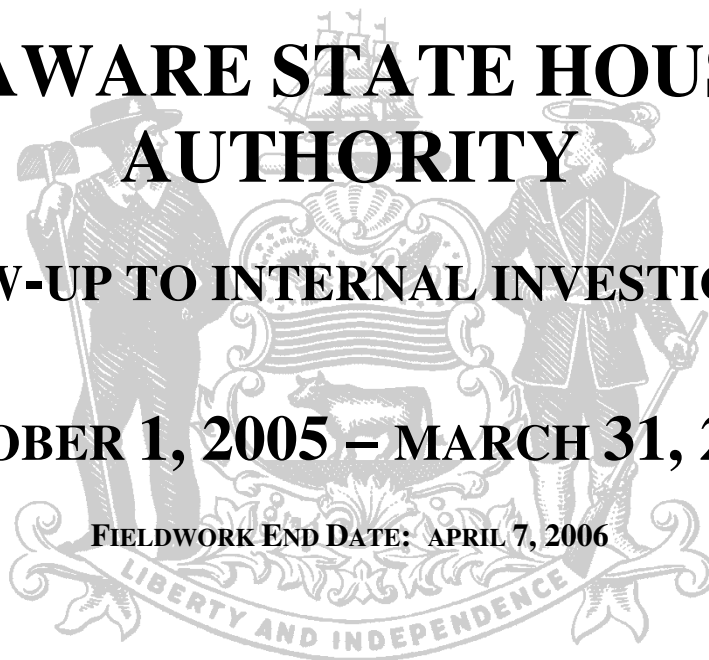 AWARE STATE HOUS
AUTHORITY
W-UP TO INTERNAL INVESTIG
OBER 1, 2005 – MARCH 31, 2
FIELDWORK END DATE: APRIL 7, 2006
LIBERTY AND INDEPENDENCE